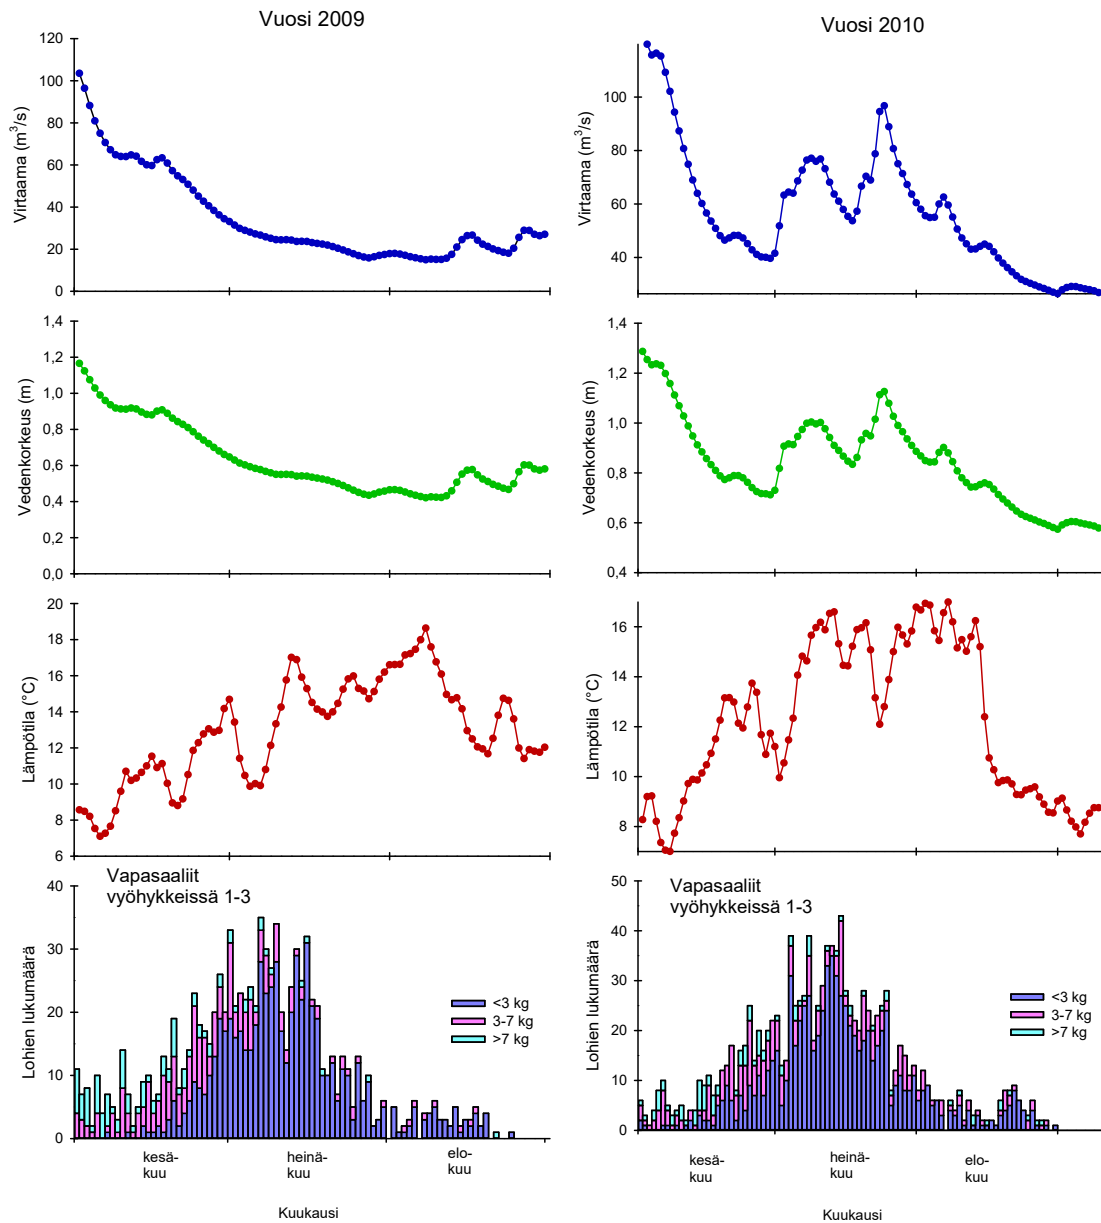 Vuosi 2009
Vuosi 2010
Virtaama (m³/s)
120
100
80
60
40
20
0
Virtaama (m³/s)
100
80
60
40
Vedenkorkeus (m)
1,4
1,2
1,0
0,8
0,6
0,4
0,2
0,0
Vedenkorkeus (m)
1,4
1,2
1,0
0,8
0,6
0,4
Lämpötila (°C)
20
18
16
14
12
10
8
6
Lämpötila (°C)
16
14
12
10
8
Vapasaaliit
vyöhykkeissä 1-3
Lohien lukumäärä
40
30
20
10
0
<3 kg
3-7 kg
>7 kg
kesä-
kuu
heinä-
kuu
elo-
kuu
Kuukausi
Vapasaaliit
vyöhykkeissä 1-3
Lohien lukumäärä
50
40
30
20
10
0
<3 kg
3-7 kg
>7 kg
kesä-
kuu
heinä-
kuu
elo-
kuu
Kuukausi